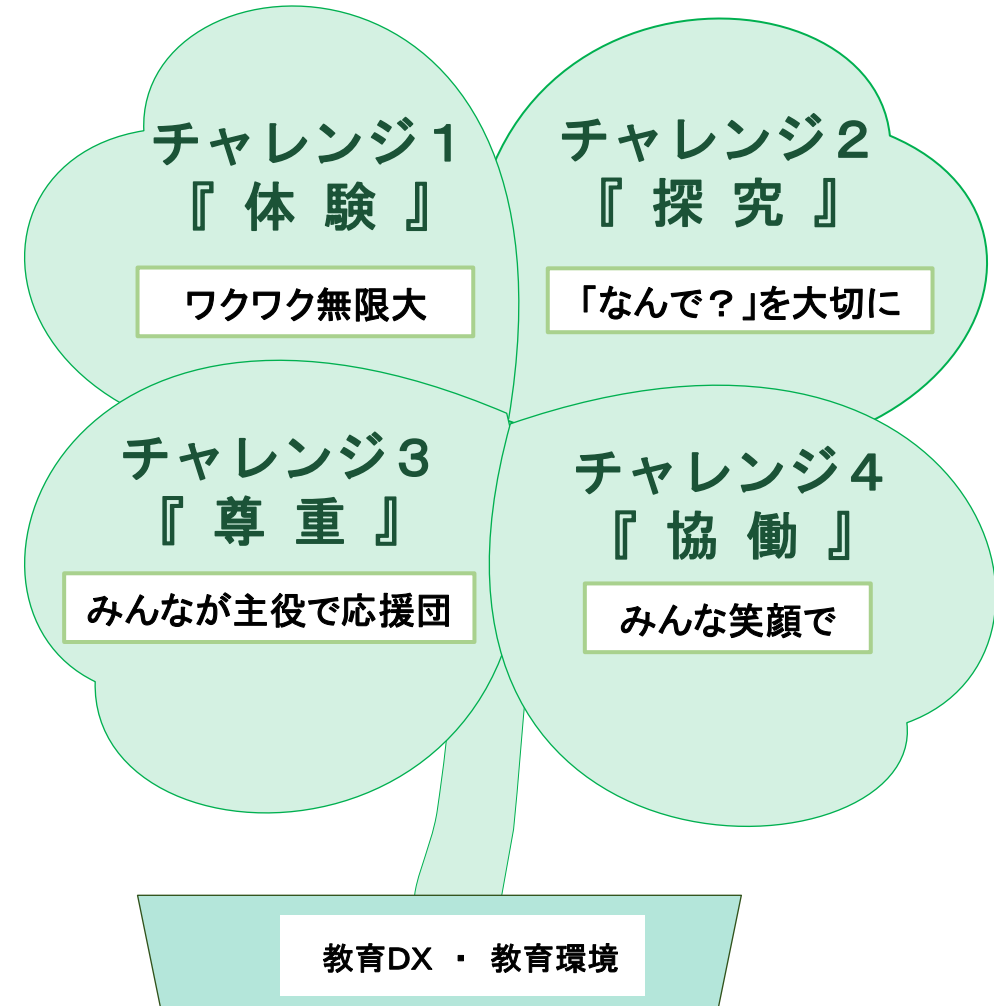 チャレンジ１
『 体 験 』
ワクワク無限大
チャレンジ２
『 探 究 』
「なんで？」を大切に
チャレンジ３
『 尊 重 』
みんなが主役で応援団
チャレンジ４
『 協 働 』
みんな笑顔で
教育DX ・ 教育環境